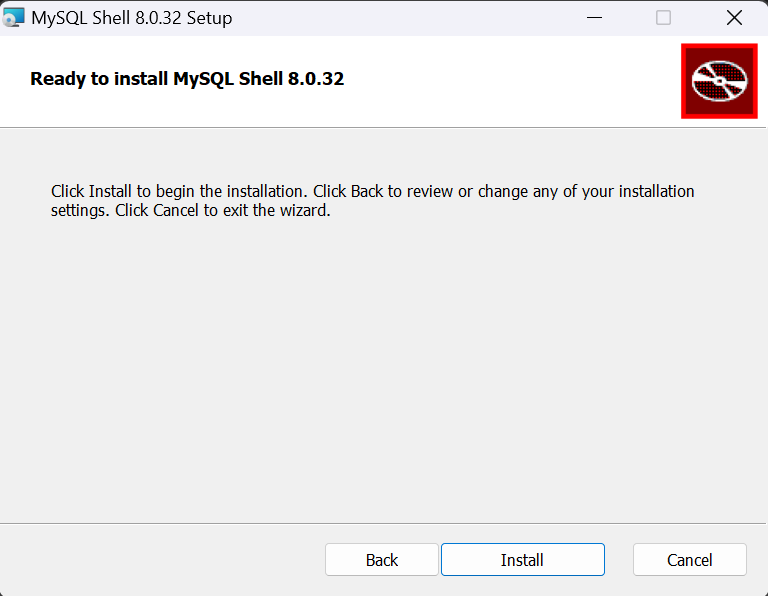 MySQL Shell 8.0.32 Setup
Ready to install MySQL Shell 8.0.32
Click Install to begin the installation. Click Back to review or change any of your installation
settings. Click Cancel to exit the wizard.
Back
Install
Cancel